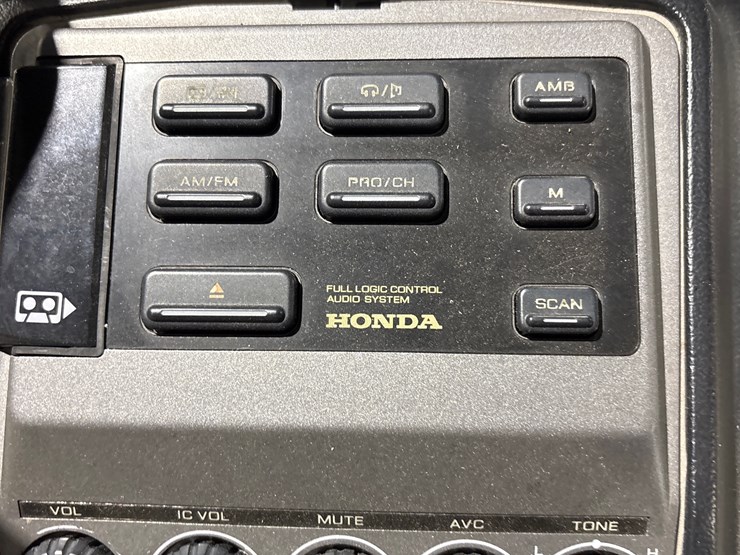 AMB
AM/FM
PRO/CH
M
FULL LOGIC CONTROL
AUDIO SYSTEM
HONDA
SCAN
VOL
IC VOL
MUTE
AVC
TONE
L
H